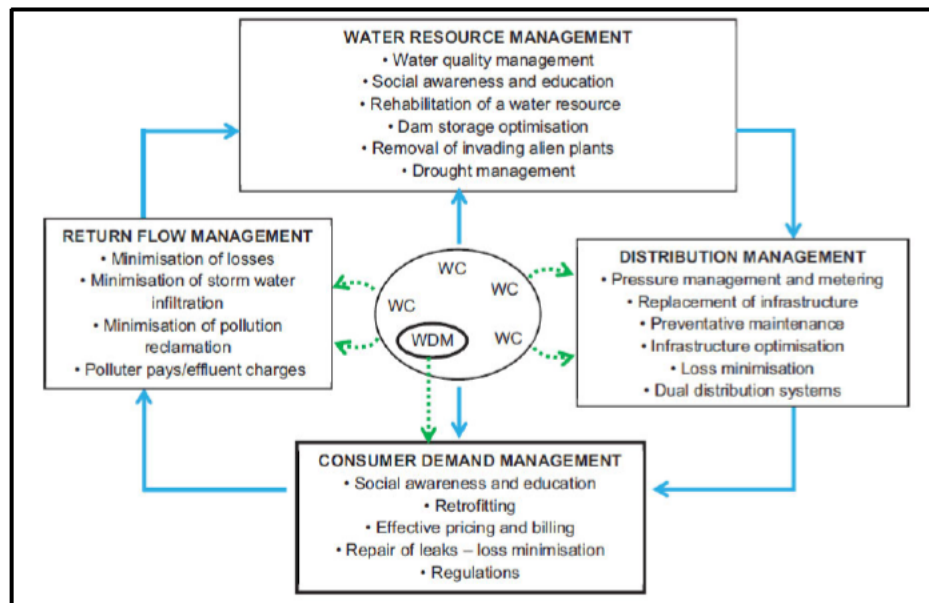 WATER RESOURCE MANAGEMENT
• Water quality management
• Social awareness and education
• Rehabilitation of a water resource
• Dam storage optimisation
• Removal of invading alien plants
• Drought management
RETURN FLOW MANAGEMENT
• Minimisation of losses
• Minimisation of storm water
infiltration
• Minimisation of pollution
reclamation
• Polluter pays/effluent charges
WC
WC
WC
WDM
WC
DISTRIBUTION MANAGEMENT
• Pressure management and metering
• Replacement of infrastructure
• Preventative maintenance
• Infrastructure optimisation
• Loss minimisation
• Dual distribution systems
CONSUMER DEMAND MANAGEMENT
• Social awareness and education
• Retrofitting
• Effective pricing and billing
• Repair of leaks – loss minimisation
• Regulations